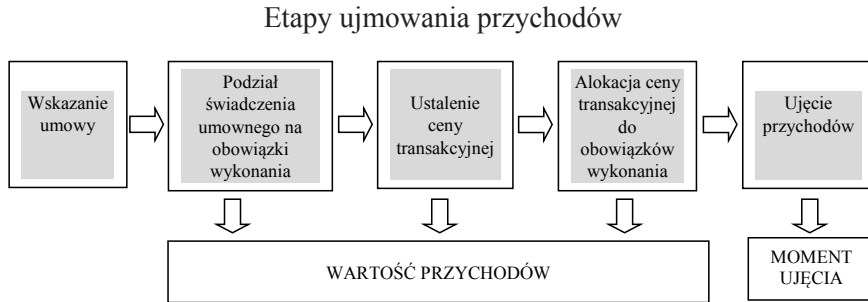 Etapy ujmowania przychodów
Wskazanie
umowy
Podział
świadczenia
umownego na
obowiązki
wykonania
Ustalenie
ceny
transakcyjnej
Alokacja ceny
transakcyjnej
do
obowiązków
wykonania
Ujęcie
przychodów
WARTOŚĆ PRZYCHODÓW
MOMENT
UJĘCIA